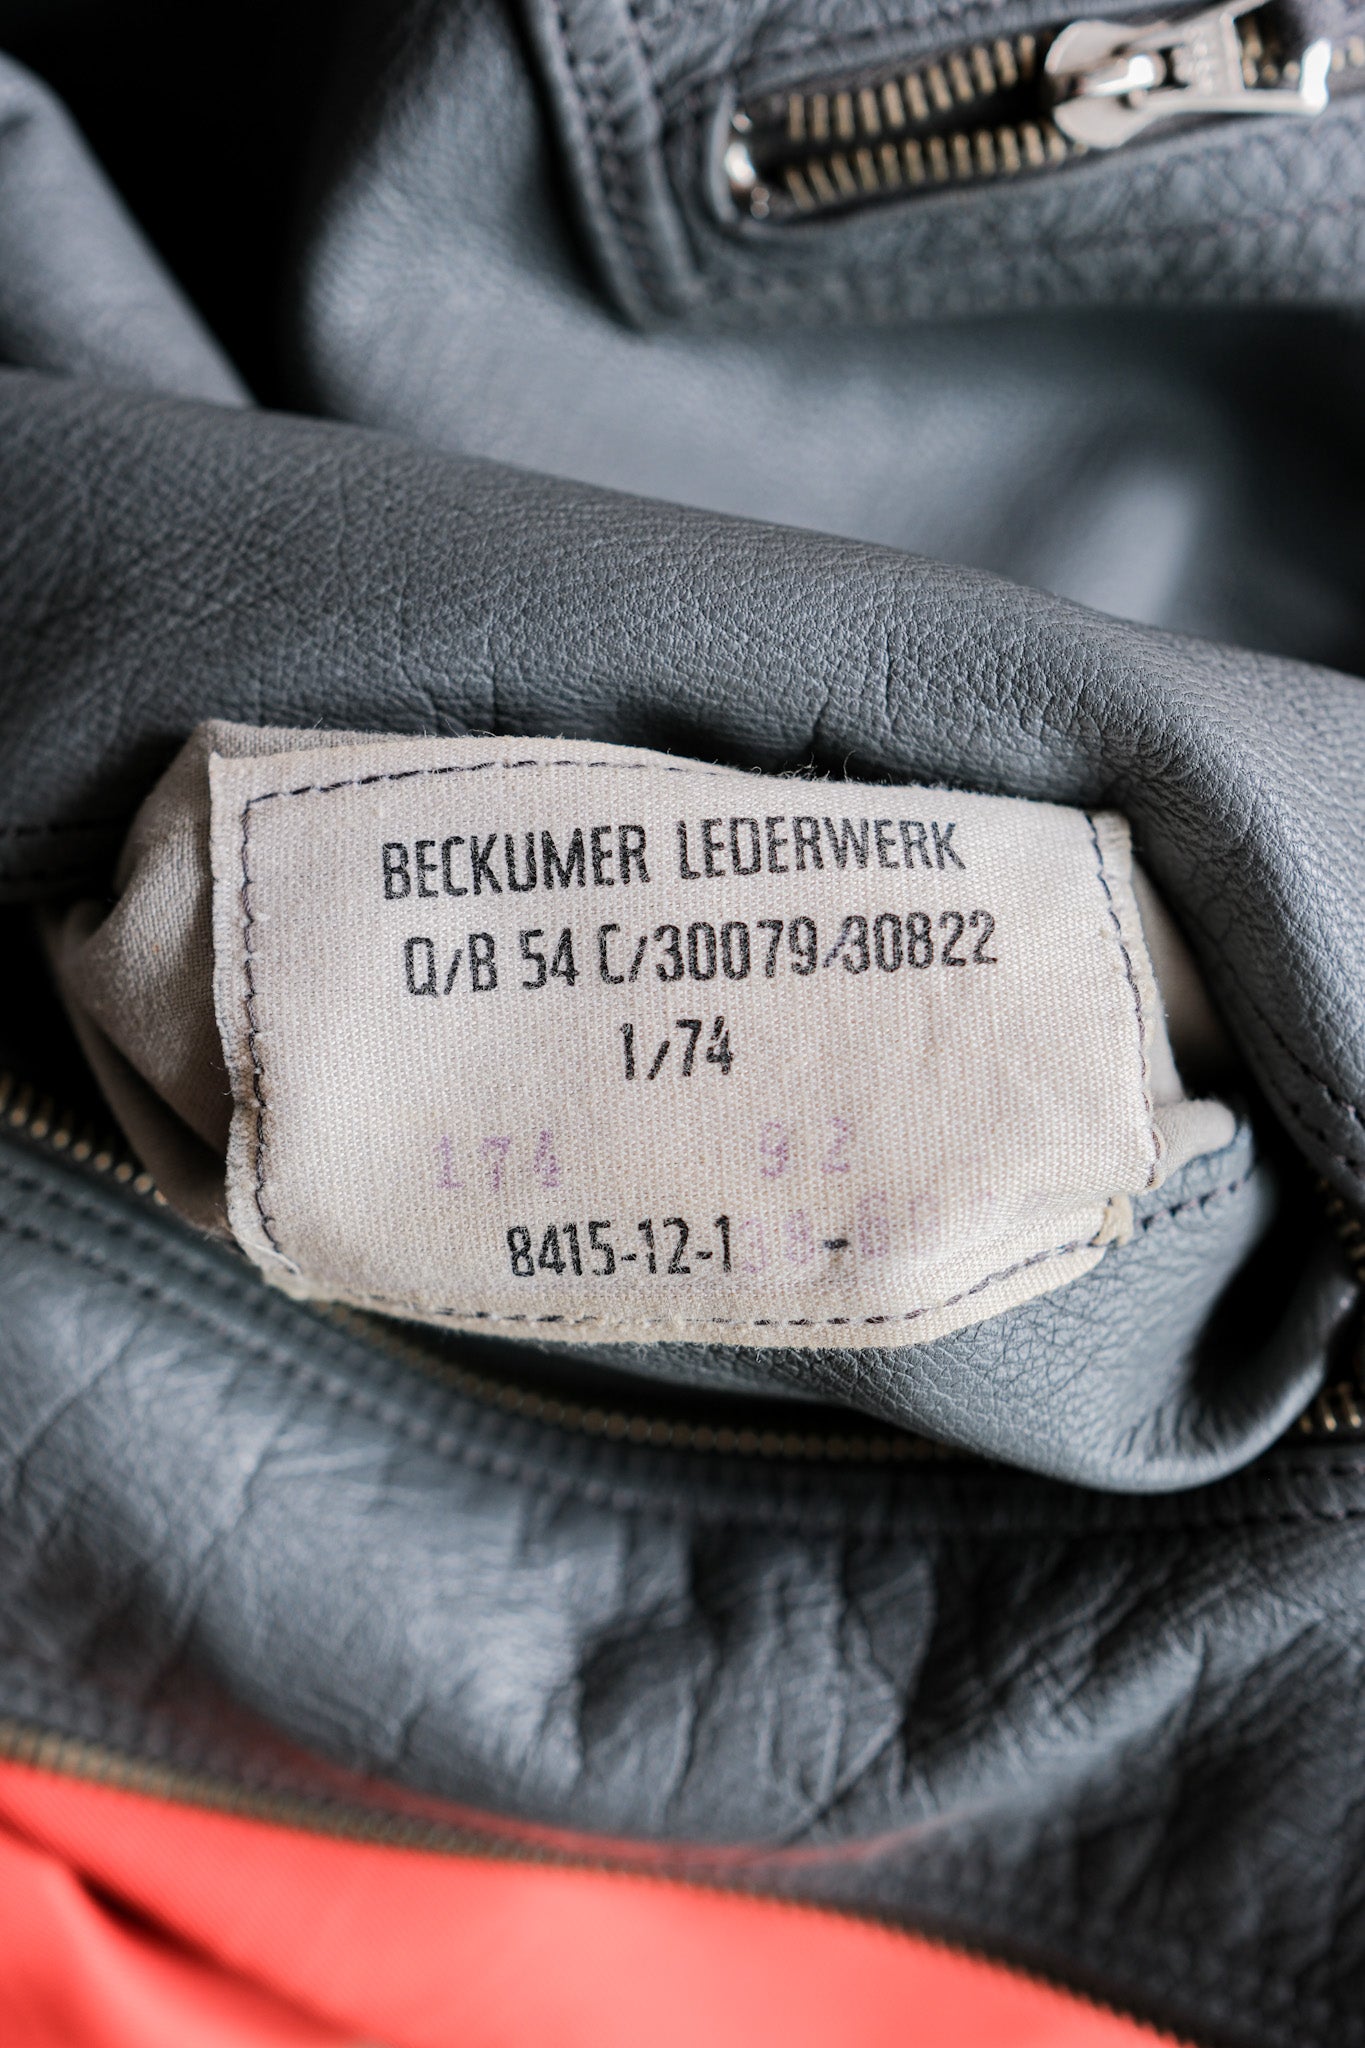 BECKUMER LEDERWERK
Q/B 54 C/30079/30822
1/74
174 92
8415-12-1